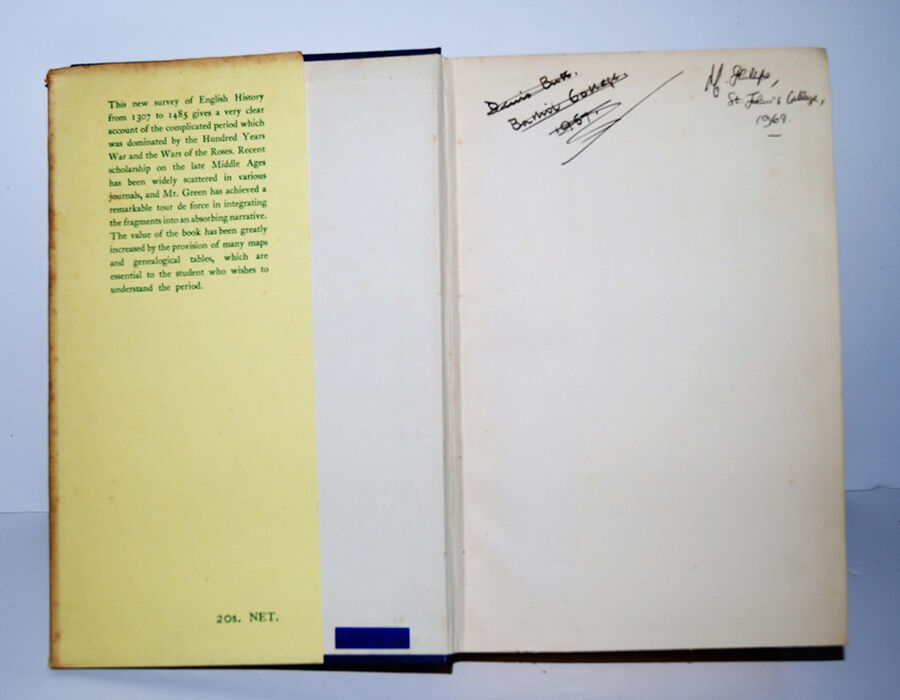 This new survey of English History
from 1307 to 1485 gives a very clear
account of the complicated period which
was dominated by the Hundred Years
War and the Wars of the Roses. Recent
scholarship on the late Middle Ages
has been widely scattered in various
journals, and Mr. Green has achieved a
remarkable tour de force in integrating
the fragments into an absorbing narrative.
The value of the book has been greatly
increased by the provision of many maps
and genealogical tables, which are
essential to the student who wishes to
understand the period.
20s. NET.
Denis Butts.
College.
1967.
St John's College,
1969.